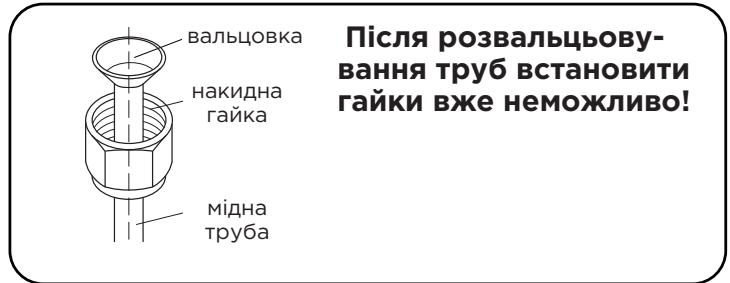 вальцовка
накидна
гайка
мідна
труба
Після розвальцьову-
вання труб встановити
гайки вже неможливо!